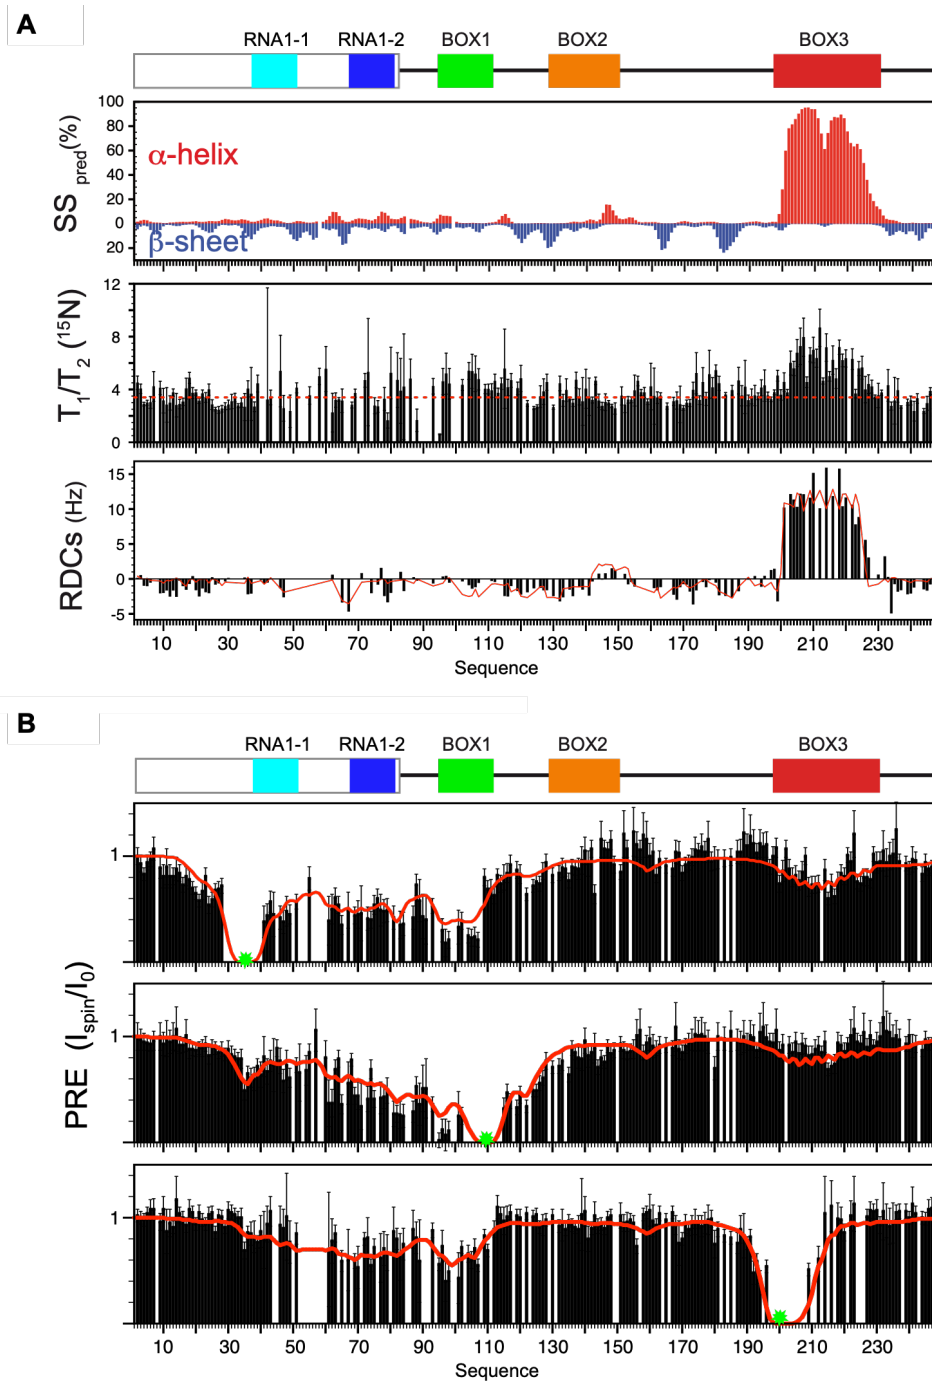 A
RNA1-1 RNA1-2 BOX1 BOX2 BOX3
SS pred(%)
100
80
60
40
20
0
20
α-helix
β-sheet
T1/T2 (15N)
12
8
4
0
RDCs (Hz)
15
10
5
0
-5
10 30 50 70 90 110 130 150 170 190 210 230
Sequence
B
RNA1-1 RNA1-2 BOX1 BOX2 BOX3
PRE (Ispin/I0)
1
1
1
10 30 50 70 90 110 130 150 170 190 210 230
Sequence